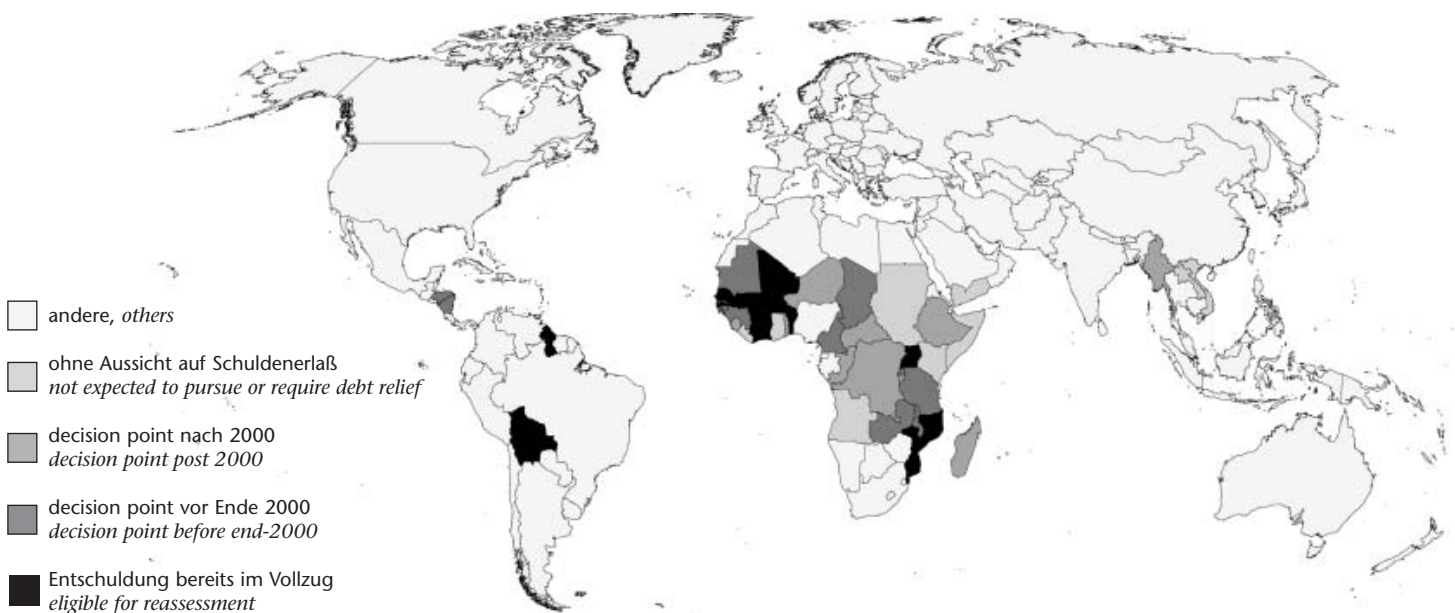 andere, others
ohne Aussicht auf Schuldenerlaß
not expected to pursue or require debt relief
decision point nach 2000
decision point post 2000
decision point vor Ende 2000
decision point before end-2000
Entschuldung bereits im Vollzug
eligible for reassessment